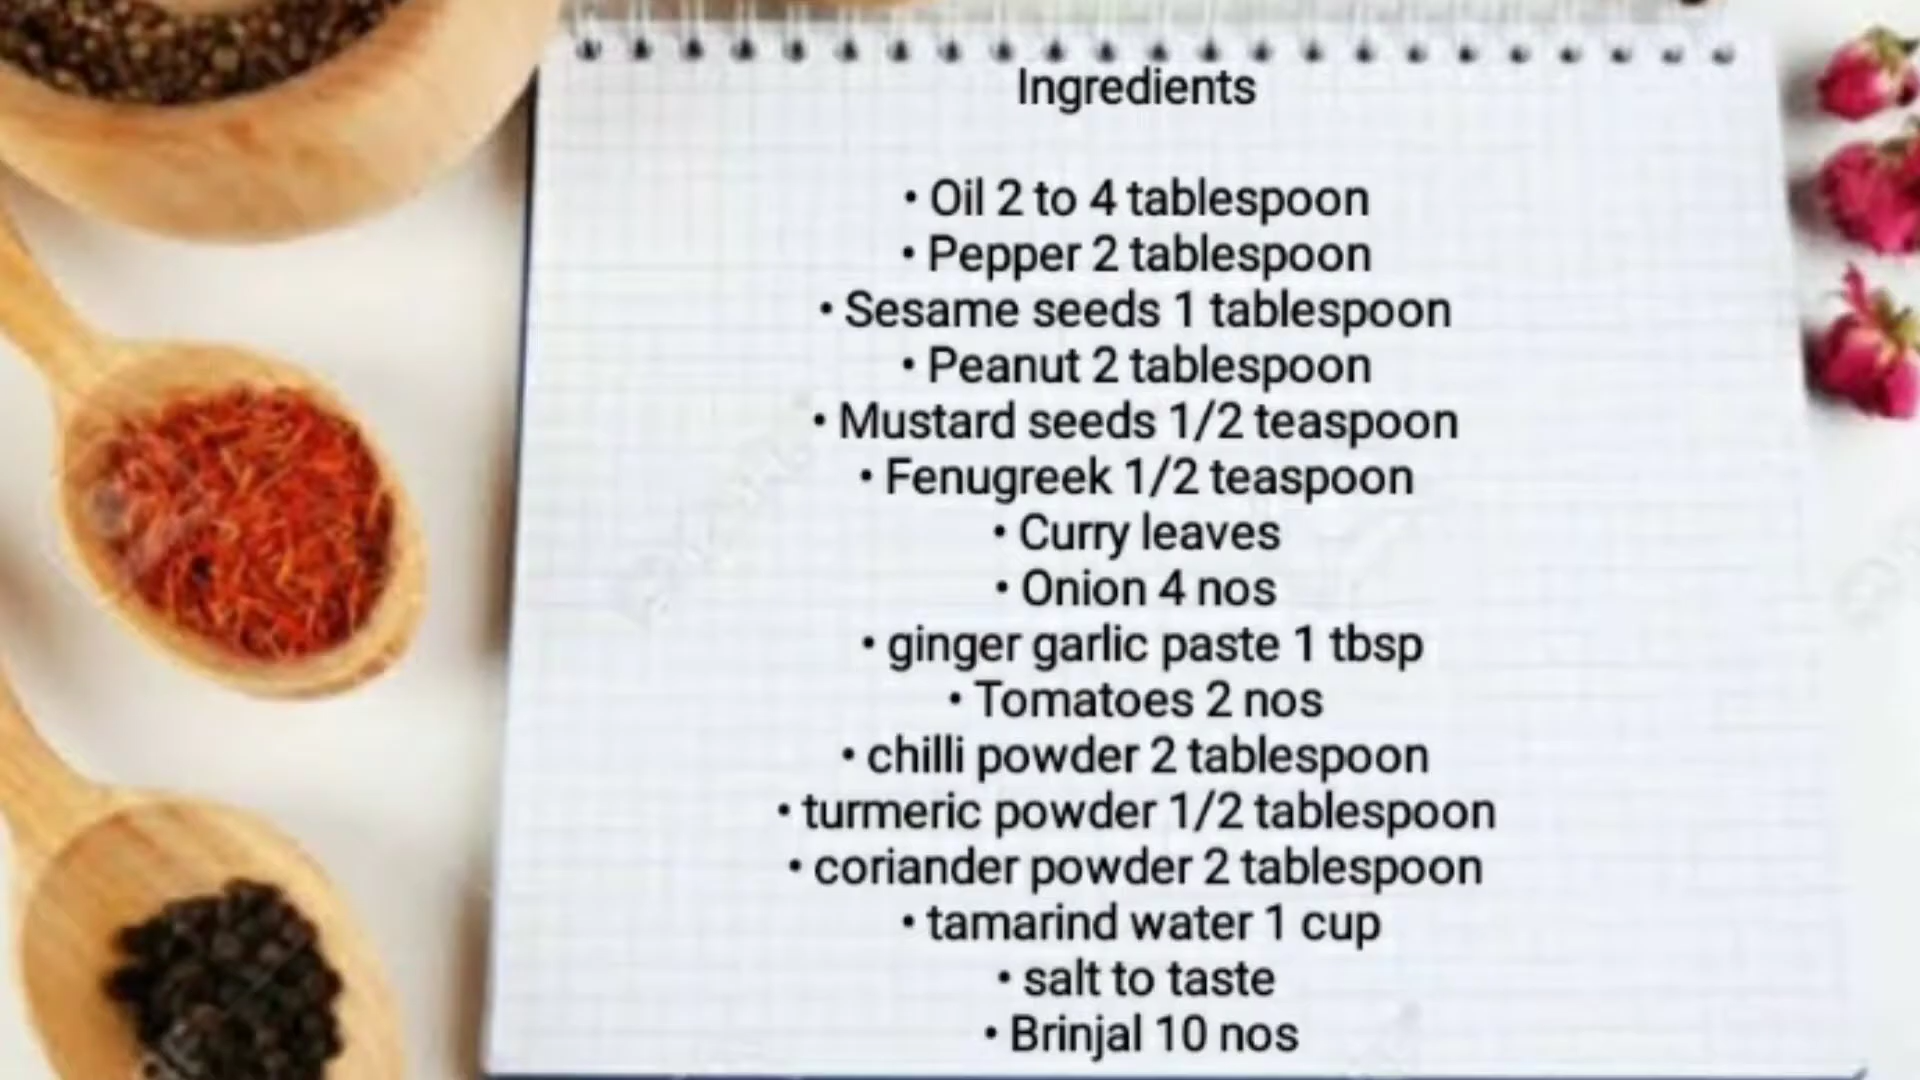 Ingredients
• Oil 2 to 4 tablespoon
• Pepper 2 tablespoon
• Sesame seeds 1 tablespoon
• Peanut 2 tablespoon
• Mustard seeds 1/2 teaspoon
• Fenugreek 1/2 teaspoon
• Curry leaves
• Onion 4 nos
• ginger garlic paste 1 tbsp
• Tomatoes 2 nos
• chilli powder 2 tablespoon
• turmeric powder 1/2 tablespoon
• coriander powder 2 tablespoon
• tamarind water 1 cup
• salt to taste
• Brinjal 10 nos